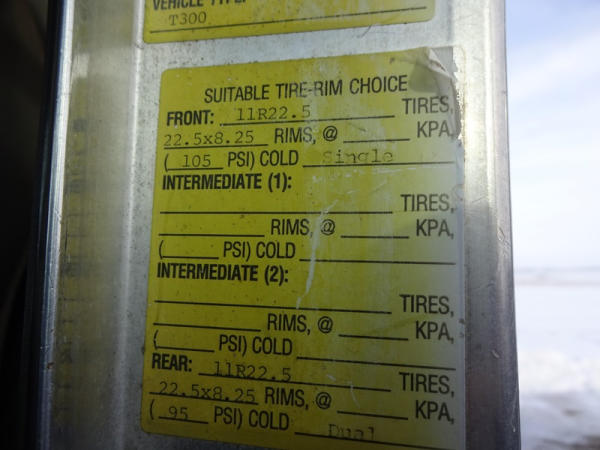 VEHICLE TYPE:
T300
SUITABLE TIRE-RIM CHOICE
FRONT: 11R22.5 TIRES,
22.5x8.25 RIMS, @ KPA,
( 105 PSI) COLD Single
INTERMEDIATE (1):
TIRES,
RIMS, @ KPA,
( PSI) COLD
INTERMEDIATE (2):
TIRES,
RIMS, @ KPA,
( PSI) COLD
REAR: 11R22.5 TIRES,
22.5x8.25 RIMS, @ KPA,
( 95 PSI) COLD Dual